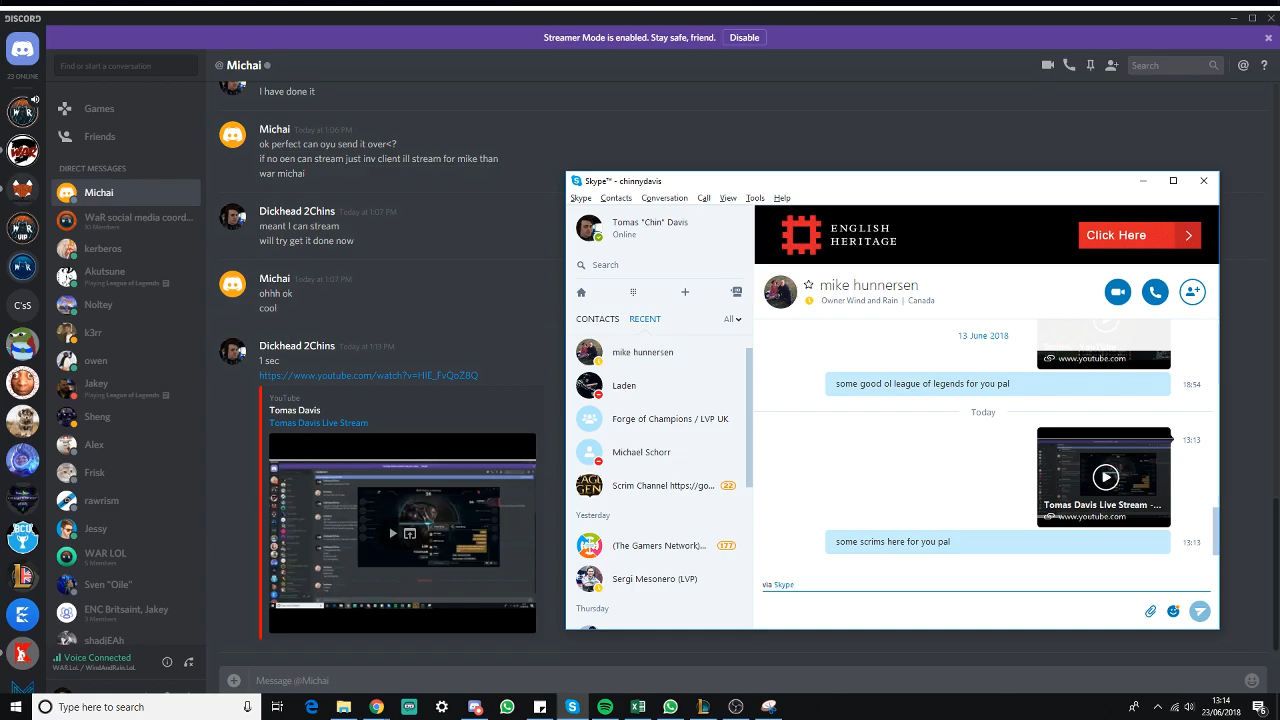 DISCORD
Streamer Mode is enabled. Stay safe, friend.
Disable
23 ONLINE
Find or start a conversation
@ Michai
Search
Games
Friends
DIRECT MESSAGES
Michai
WaR social media coord...
10 Members
kerberos
Akutsune
Playing League of Legends
Noltey
k3rr
owen
Jakey
Playing League of Legends
Sheng
Alex
Frisk
rawrism
Jessy
WAR LOL
5 Members
Sven "Oile"
ENC Britsaint, Jakey
3 Members
shadjEAh
Voice Connected
WAR.LoL / WindAndRain.LoL
I have done it
Michai Today at 1:06 PM
ok perfect can oyu send it over<?
if no oen can stream just inv client ill stream for mike than
war michai
Dickhead 2Chins Today at 1:07 PM
meant I can stream
will try get it done now
Michai Today at 1:07 PM
ohhh ok
cool
Dickhead 2Chins Today at 1:13 PM
1 sec
https://www.youtube.com/watch?v=HlE_FvQoZ8Q
YouTube
Tomas Davis
Tomas Davis Live Stream
Message @Michai
Skype™ - chinnydavis
Skype Contacts Conversation Call View Tools Help
Tomas "Chin" Davis
Online
Search
CONTACTS RECENT All
mike hunnersen
Laden
Forge of Champions / LVP UK
Michael Schorr
Scrim Channel https://go... 22
Yesterday
(The Gamers Network)... 177
Sergi Mesonero (LVP)
Thursday
ENGLISH
HERITAGE
Click Here
mike hunnersen
Owner Wind and Rain | Canada
13 June 2018
www.youtube.com
some good ol league of legends for you pal 18:54
Today
13:13
Tomas Davis Live Stream -...
www.youtube.com
some scrims here for you pal 13:13
via Skype
Type here to search
13:14
23/06/2018